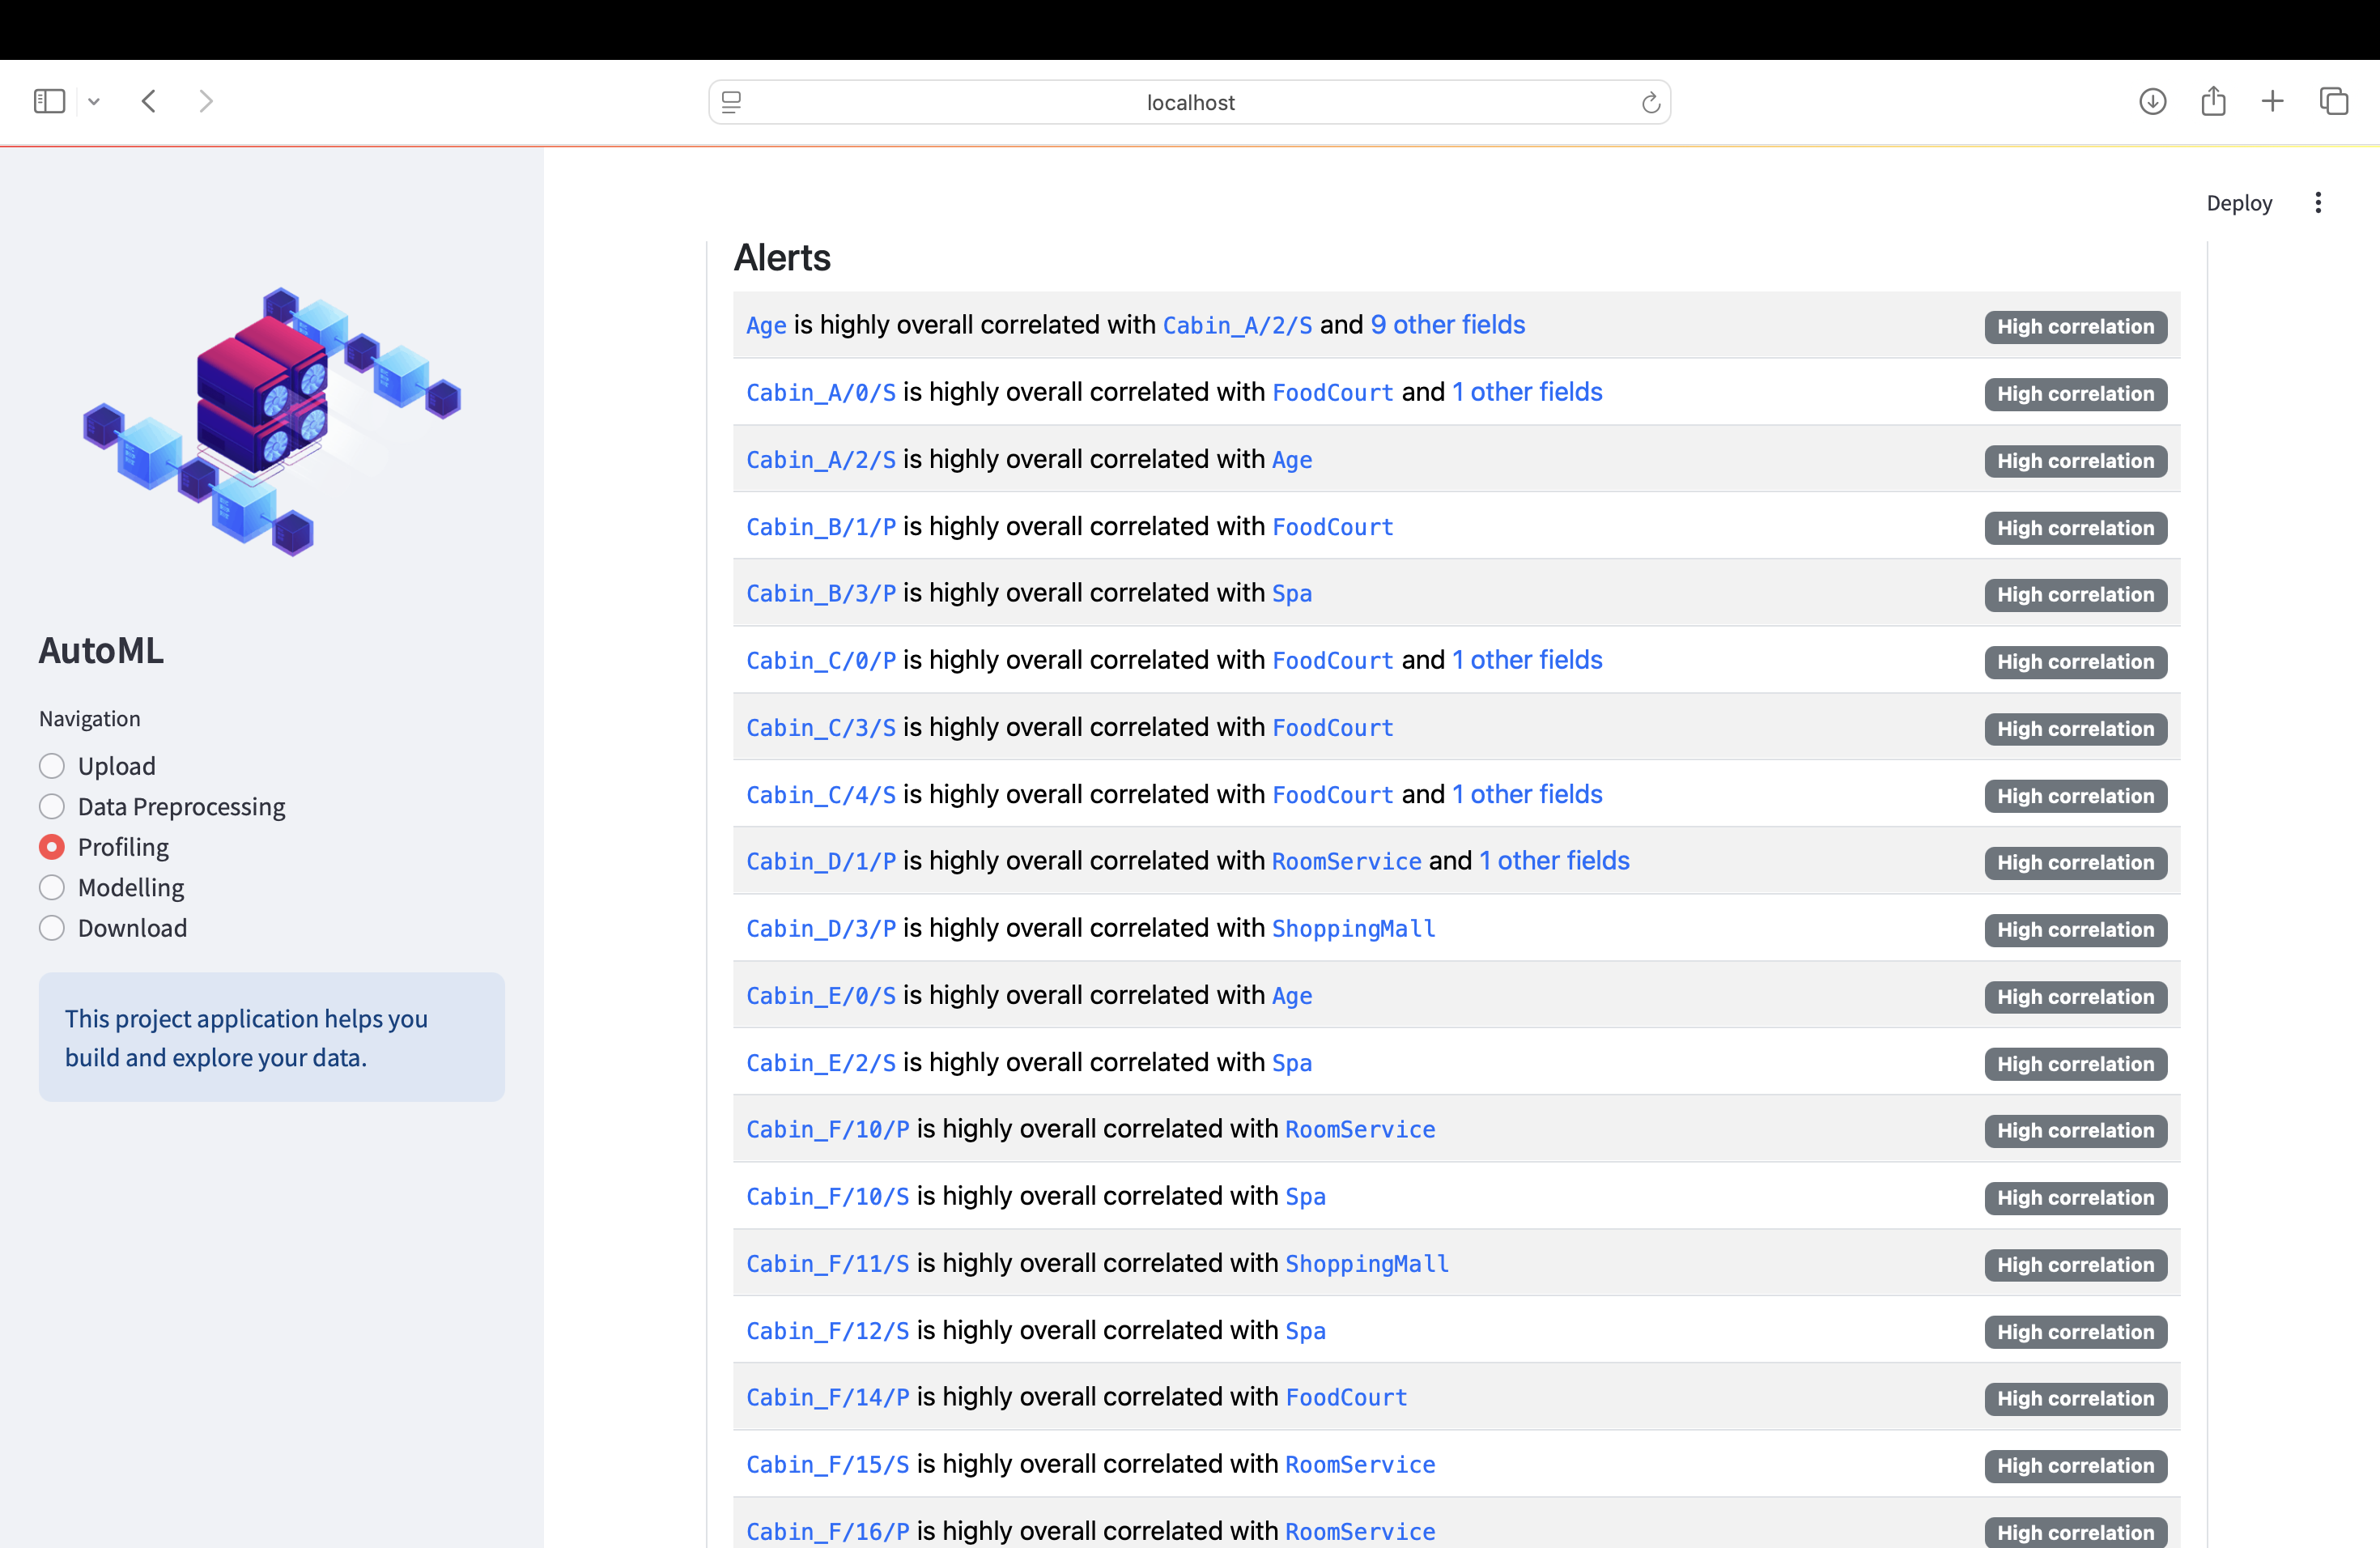 localhost
Deploy
AutoML
Navigation
Upload
Data Preprocessing
Profiling
Modelling
Download
This project application helps you
build and explore your data.
Alerts
Age is highly overall correlated with Cabin_A/2/S and 9 other fields High correlation
Cabin_A/0/S is highly overall correlated with FoodCourt and 1 other fields High correlation
Cabin_A/2/S is highly overall correlated with Age High correlation
Cabin_B/1/P is highly overall correlated with FoodCourt High correlation
Cabin_B/3/P is highly overall correlated with Spa High correlation
Cabin_C/0/P is highly overall correlated with FoodCourt and 1 other fields High correlation
Cabin_C/3/S is highly overall correlated with FoodCourt High correlation
Cabin_C/4/S is highly overall correlated with FoodCourt and 1 other fields High correlation
Cabin_D/1/P is highly overall correlated with RoomService and 1 other fields High correlation
Cabin_D/3/P is highly overall correlated with ShoppingMall High correlation
Cabin_E/0/S is highly overall correlated with Age High correlation
Cabin_E/2/S is highly overall correlated with Spa High correlation
Cabin_F/10/P is highly overall correlated with RoomService High correlation
Cabin_F/10/S is highly overall correlated with Spa High correlation
Cabin_F/11/S is highly overall correlated with ShoppingMall High correlation
Cabin_F/12/S is highly overall correlated with Spa High correlation
Cabin_F/14/P is highly overall correlated with FoodCourt High correlation
Cabin_F/15/S is highly overall correlated with RoomService High correlation
Cabin_F/16/P is highly overall correlated with RoomService High correlation